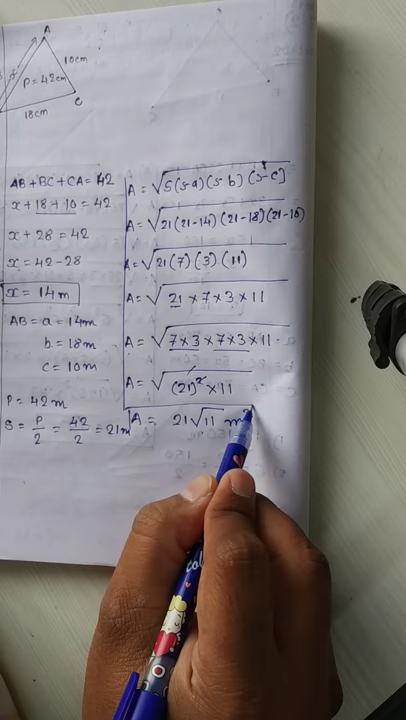 A
10cm
P=42cm
C
18cm
AB+BC+CA=42
x+18+10=42
x+28=42
x=42-28
x=14m
AB=a=14m
b=18m
c=10m
P=42m
S=P/2=42/2=21m
A=√S(s-a)(s-b)(s-c)
A=√21(21-14)(21-18)(21-10)
A=√21(7)(3)(11)
A=√21×7×3×11
A=√7×3×7×3×11
A=√(21)²×11
A= 21√11 m²